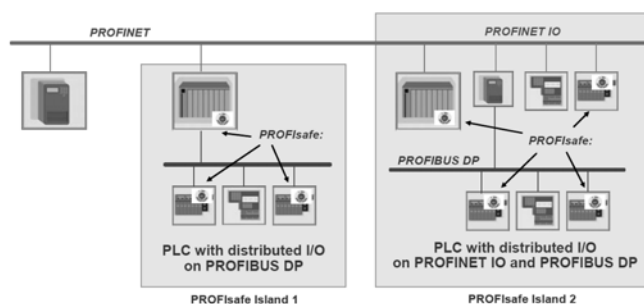 PROFINET
PROFINET IO
PROFIsafe:
PROFIsafe:
PROFIBUS DP
PLC with distributed I/O
on PROFIBUS DP
PLC with distributed I/O
on PROFINET IO and PROFIBUS DP
PROFIsafe Island 1
PROFIsafe Island 2